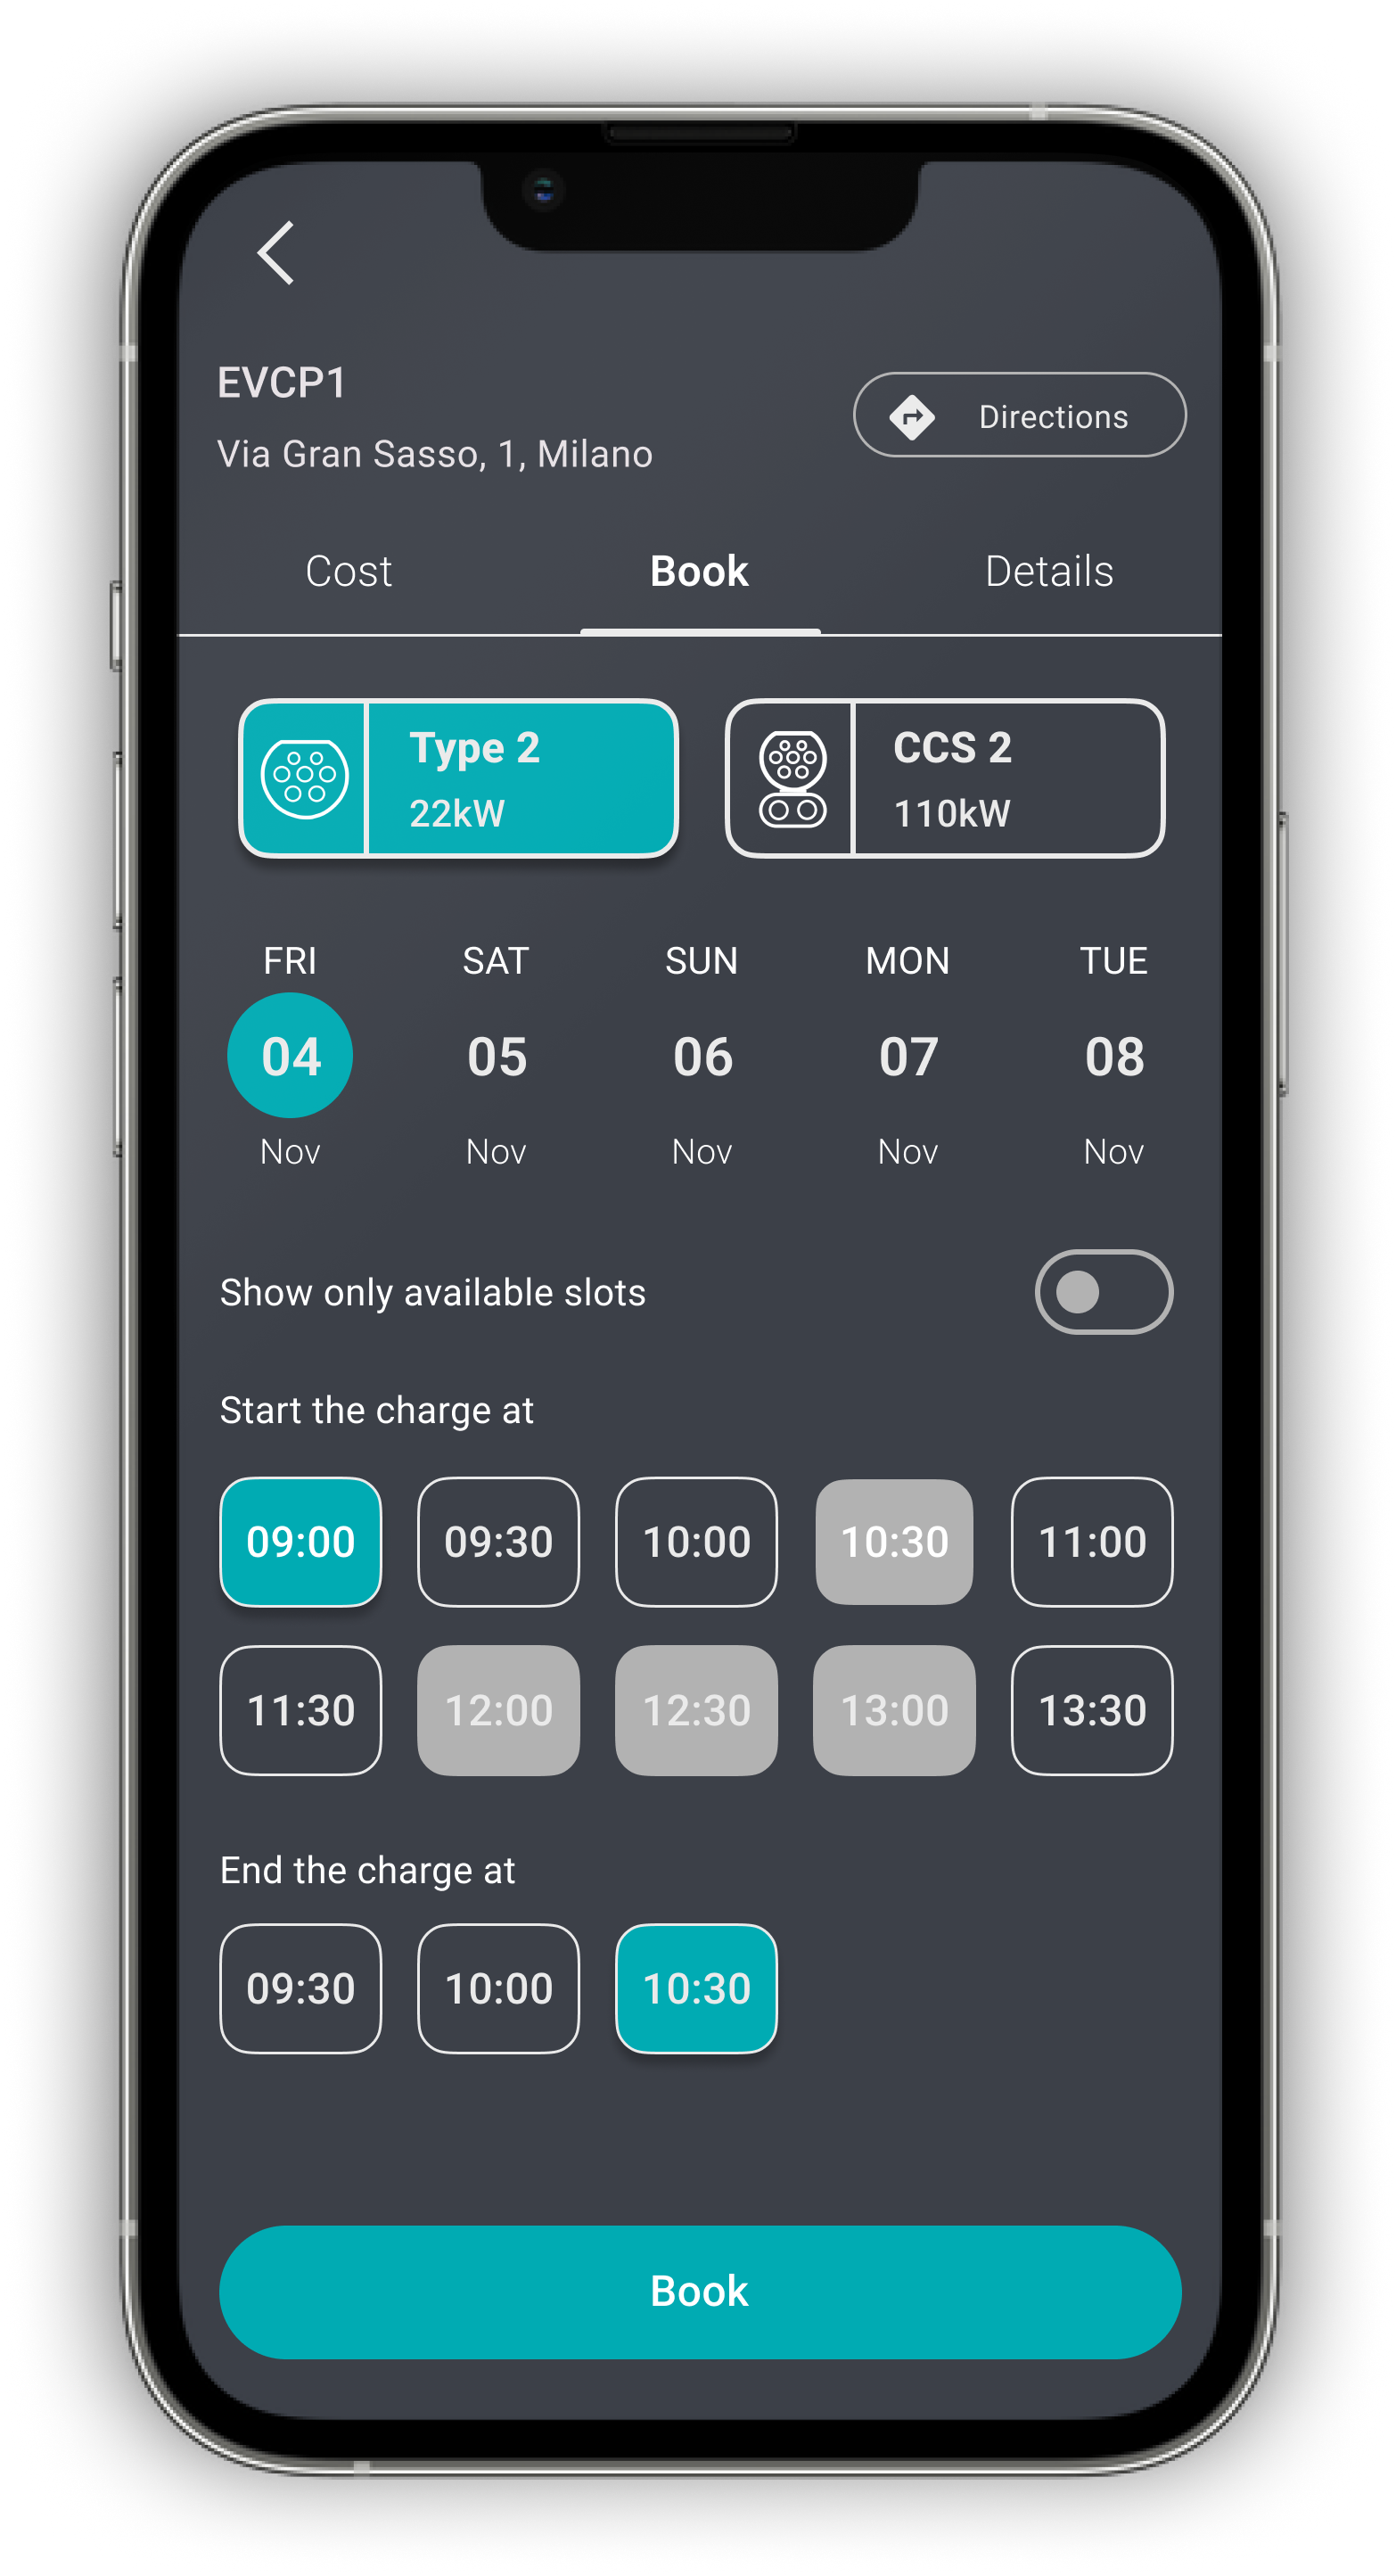 EVCP1
Via Gran Sasso, 1, Milano
Directions
Cost Book Details
Type 2
22kW
CCS 2
110kW
FRI SAT SUN MON TUE
04 05 06 07 08
Nov Nov Nov Nov Nov
Show only available slots
Start the charge at
09:00 09:30 10:00 10:30 11:00
11:30 12:00 12:30 13:00 13:30
End the charge at
09:30 10:00 10:30
Book